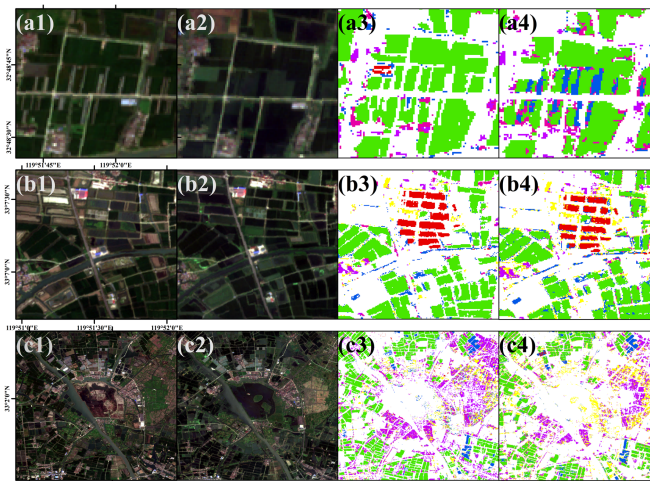 (a1) (a2) (a3) (a4)
32°48'45"N
32°48'30"N
119°51'45"E 119°52'0"E
(b1) (b2) (b3) (b4)
33°7'30"N
33°7'0"N
119°51'0"E 119°51'30"E 119°52'0"E
(c1) (c2) (c3) (c4)
33°2'0"N